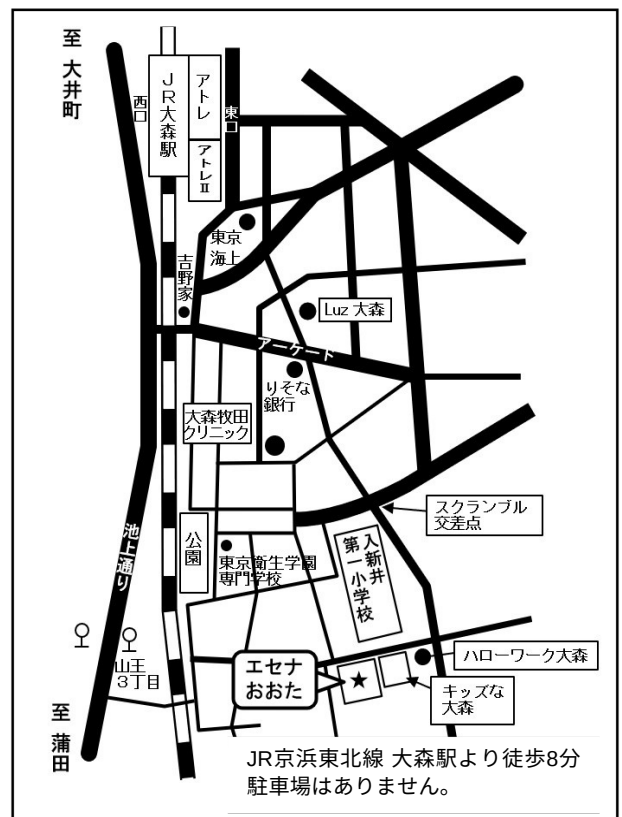 至 大井町
西口
JR大森駅
アトレ
アトレⅡ
東口
東京
海上
吉野家
Luz 大森
アーケード
りそな
銀行
大森牧田
クリニック
スクランブル
交差点
池上通り
公園
東京衛生学園
専門学校
入新井
第一小学校
山王
3丁目
エセナ
おおた
★
ハローワーク大森
キッズな
大森
至 蒲田
JR京浜東北線 大森駅より徒歩8分
駐車場はありません。